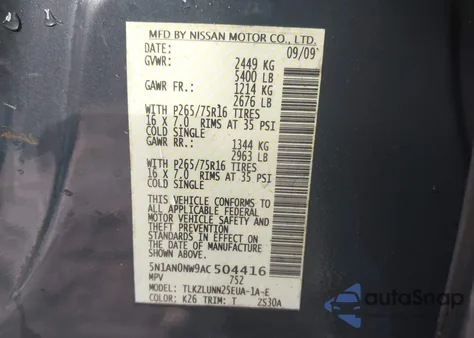 MFD BY NISSAN MOTOR CO., LTD.
DATE: 09/09
GVWR: 2449 KG
5400 LB
GAWR FR.: 1214 KG
2676 LB
WITH P265/75R16 TIRES
16 X 7.0 RIMS AT 35 PSI
COLD SINGLE
GAWR RR.: 1344 KG
2963 LB
WITH P265/75R16 TIRES
16 X 7.0 RIMS AT 35 PSI
COLD SINGLE
THIS VEHICLE CONFORMS TO
ALL APPLICABLE FEDERAL
MOTOR VEHICLE SAFETY AND
THEFT PREVENTION STANDARDS
IN EFFECT ON THE DATE OF
MANUFACTURE SHOWN ABOVE.
5N1AN0NW9AC504416
MPV 752
MODEL: TLKZLUNN25EUA-1A-E
COLOR: K26 TRIM: T ZS30A
AutoSnap